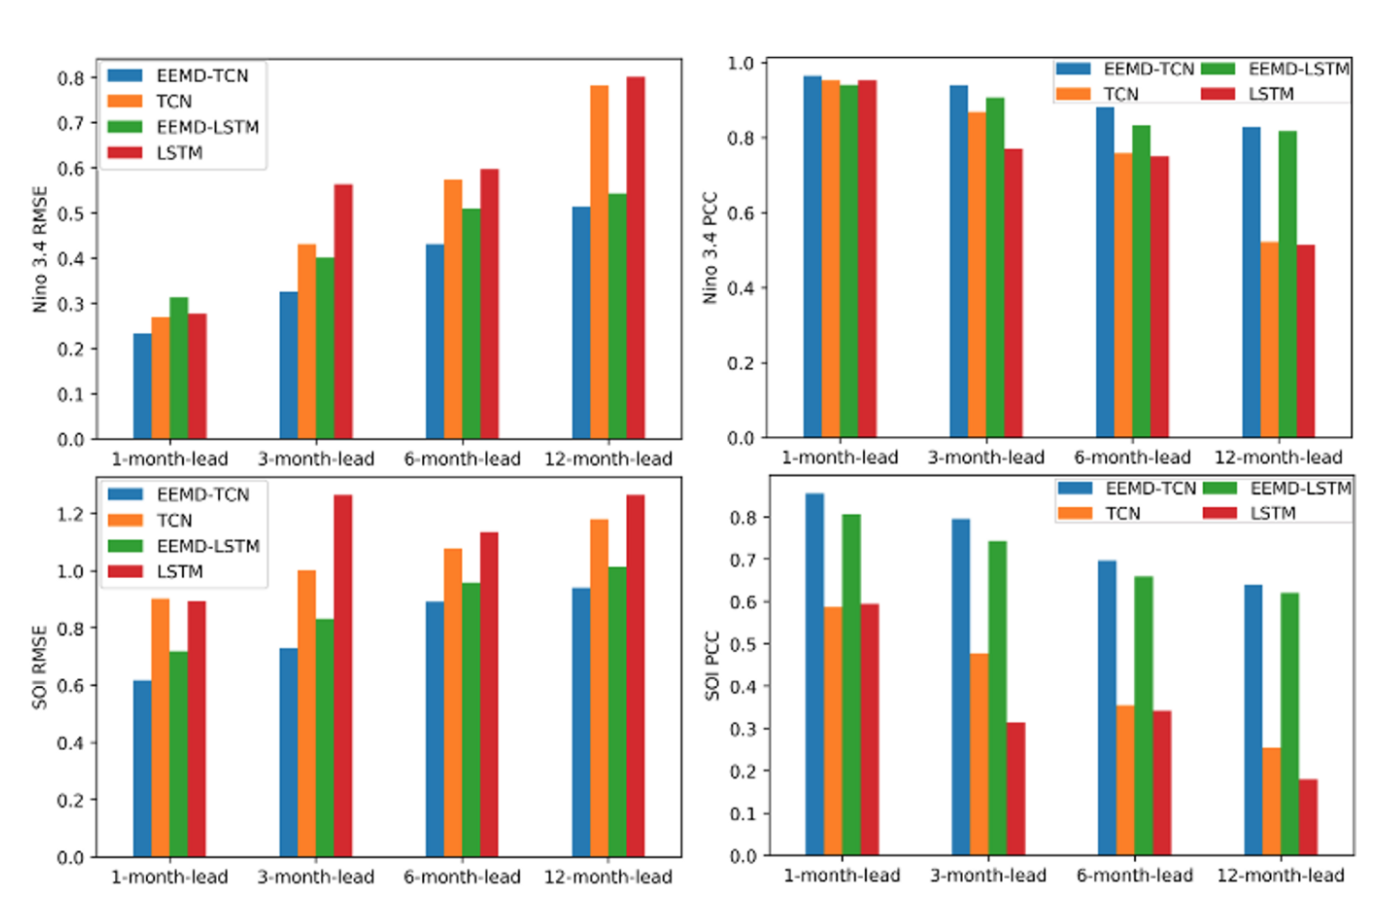 EEMD-TCN
TCN
EEMD-LSTM
LSTM
Nino 3.4 RMSE
0.8
0.7
0.6
0.5
0.4
0.3
0.2
0.1
0.0
1-month-lead 3-month-lead 6-month-lead 12-month-lead
EEMD-TCN EEMD-LSTM
TCN LSTM
Nino 3.4 PCC
1.0
0.8
0.6
0.4
0.2
0.0
1-month-lead 3-month-lead 6-month-lead 12-month-lead
EEMD-TCN
TCN
EEMD-LSTM
LSTM
SOI RMSE
1.2
1.0
0.8
0.6
0.4
0.2
0.0
1-month-lead 3-month-lead 6-month-lead 12-month-lead
EEMD-TCN EEMD-LSTM
TCN LSTM
SOI PCC
0.8
0.7
0.6
0.5
0.4
0.3
0.2
0.1
0.0
1-month-lead 3-month-lead 6-month-lead 12-month-lead